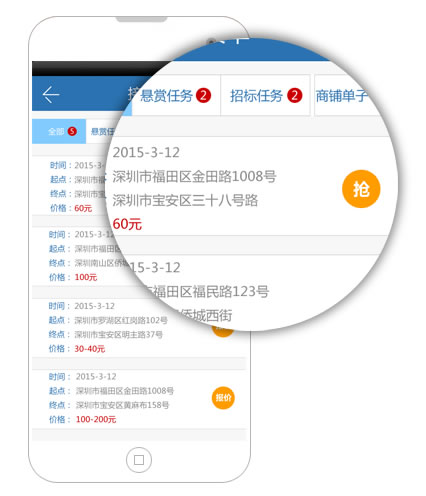 悬赏任务 2 招标任务 2 商铺单子
全部 5 悬赏任
时间：2015-3-
起点：深圳市福
终点：深圳市宝
价格：60元
2015-3-12
深圳市福田区金田路1008号
深圳市宝安区三十八号路
60元
抢
15-3-12
市福田区福民路123号
侨城西街
时间：2015-3-1
起点：深圳市福田
终点：深圳南山区侨城
价格：100元
时间：2015-3-12
起点：深圳市罗湖区红岗路102号
终点：深圳市宝安区明主路37号
价格：30-40元
时间：2015-3-12
起点：深圳市福田区金田路1008号
终点：深圳市宝安区黄麻布158号
价格：100-200元
报价